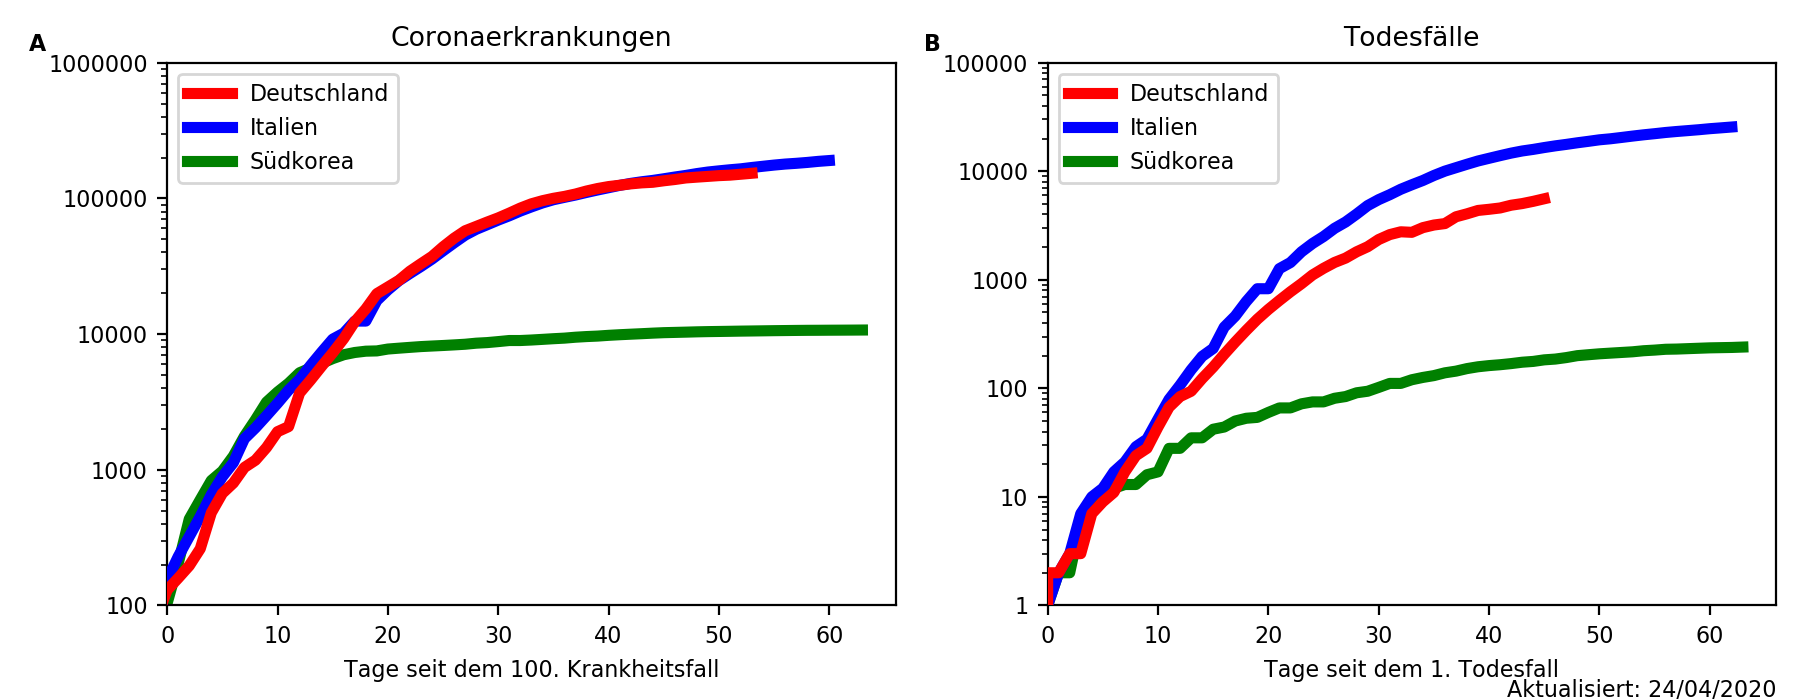 A
Coronaerkrankungen
1000000
100000
10000
1000
100
Deutschland
Italien
Südkorea
0 10 20 30 40 50 60
Tage seit dem 100. Krankheitsfall
B
Todesfälle
100000
10000
1000
100
10
1
Deutschland
Italien
Südkorea
0 10 20 30 40 50 60
Tage seit dem 1. Todesfall
Aktualisiert: 24/04/2020